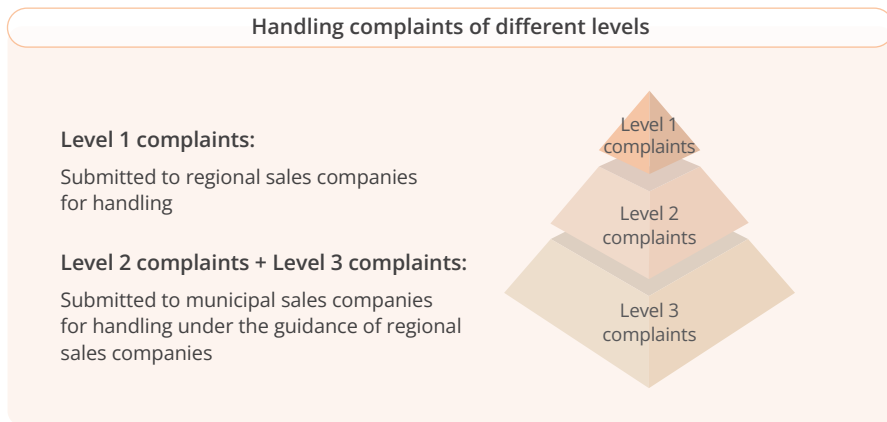 Handling complaints of different levels
Level 1 complaints:
Submitted to regional sales companies
for handling
Level 2 complaints + Level 3 complaints:
Submitted to municipal sales companies
for handling under the guidance of regional
sales companies
Level 1
complaints
Level 2
complaints
Level 3
complaints